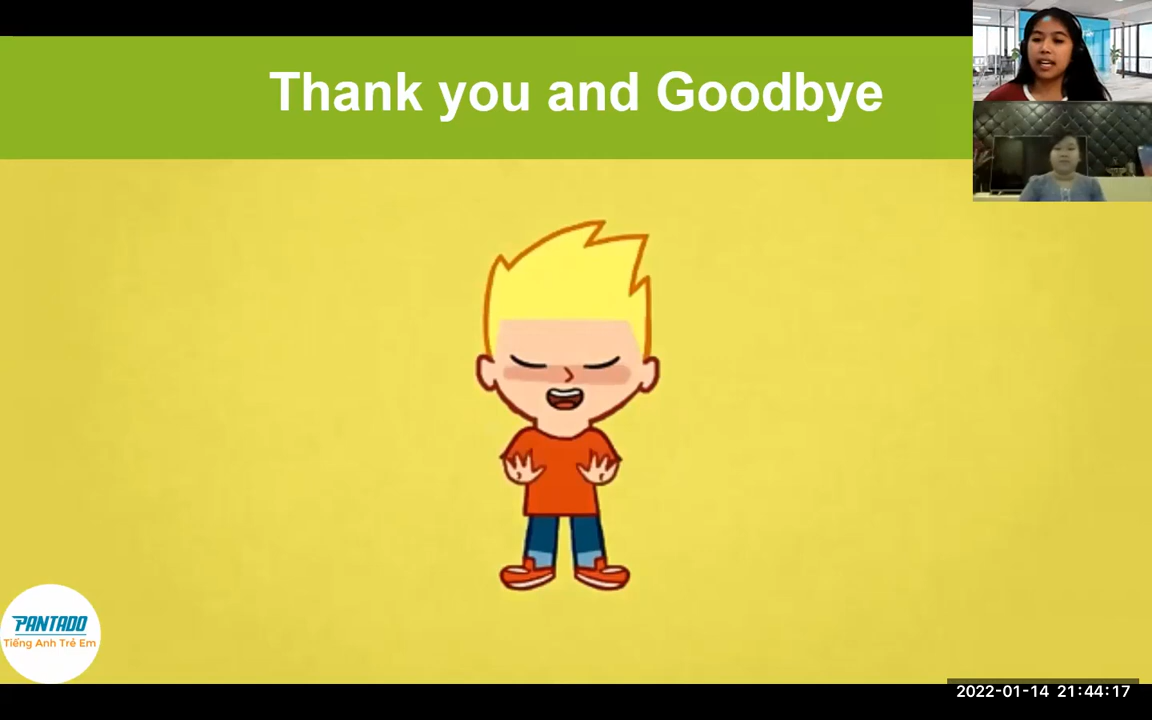 Thank you and Goodbye
PANTADO
Tiếng Anh Trẻ Em
2022-01-14 21:44:17